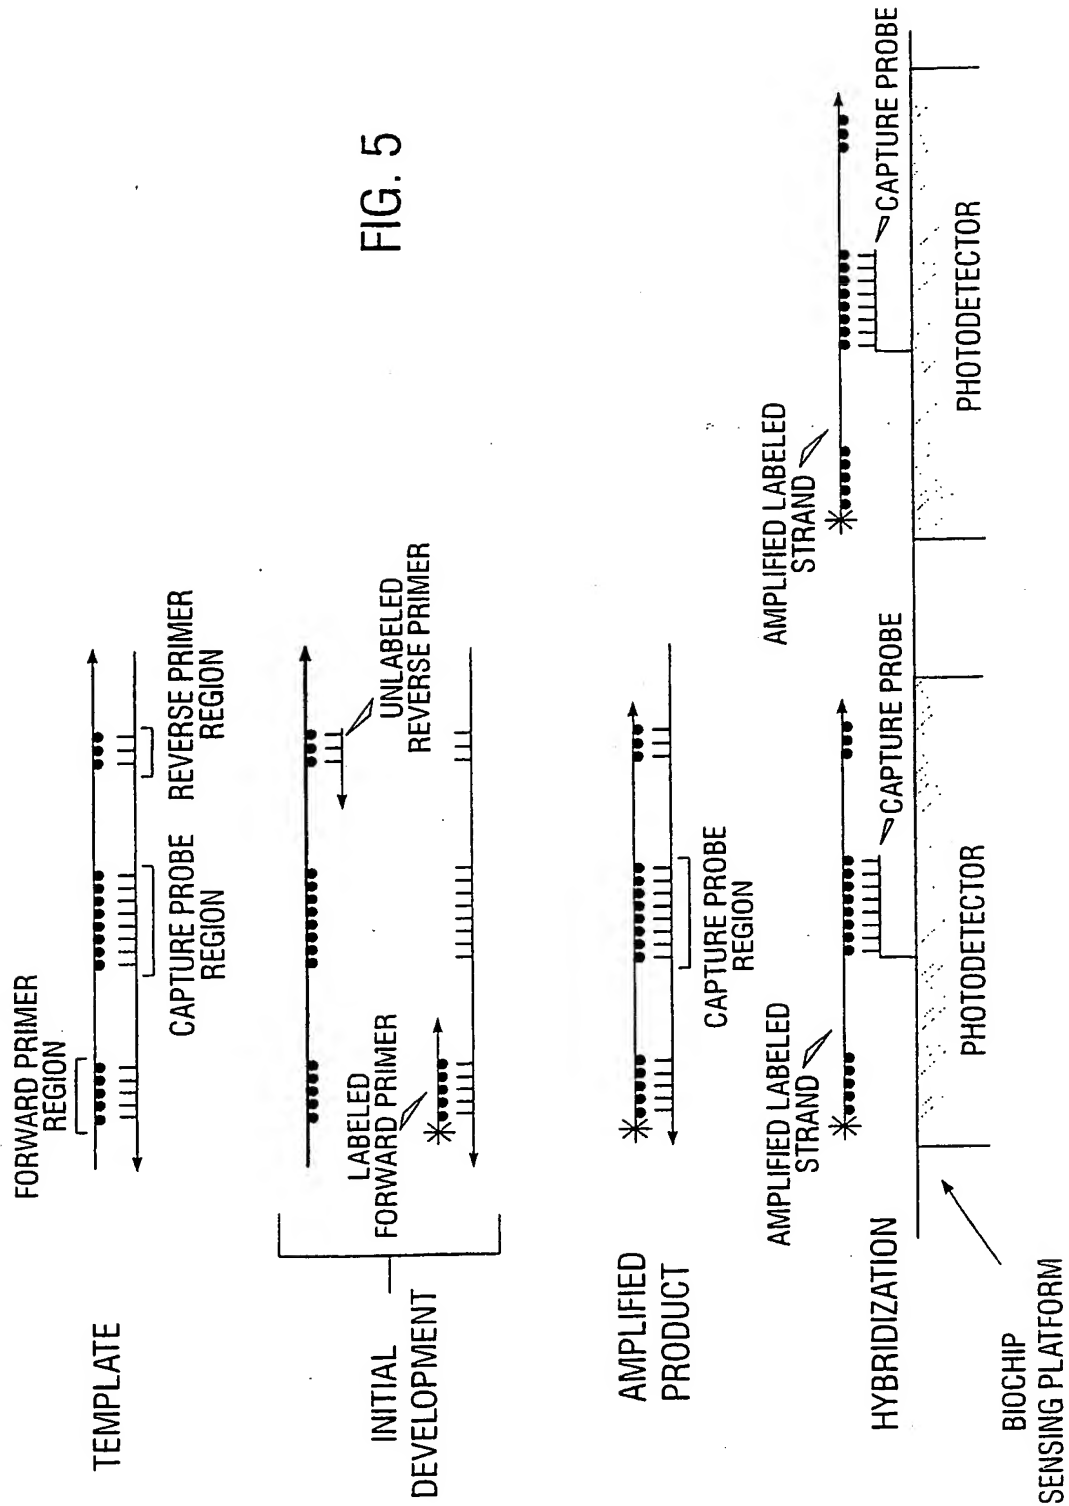 FIG. 5
TEMPLATE
FORWARD PRIMER
REGION
CAPTURE PROBE
REGION
REVERSE PRIMER
REGION
INITIAL
DEVELOPMENT
LABELED
FORWARD PRIMER
UNLABELED
REVERSE PRIMER
AMPLIFIED
PRODUCT
CAPTURE PROBE
REGION
HYBRIDIZATION
AMPLIFIED LABELED
STRAND
CAPTURE PROBE
AMPLIFIED LABELED
STRAND
CAPTURE PROBE
PHOTODETECTOR
PHOTODETECTOR
BIOCHIP
SENSING PLATFORM